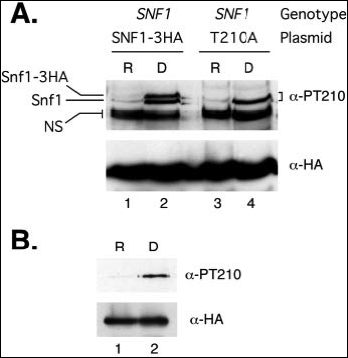 A.
SNF1 SNF1 Genotype
SNF1-3HA T210A Plasmid
R D R D
Snf1-3HA
Snf1
α-PT210
NS
α-HA
1 2 3 4
B.
R D
α-PT210
α-HA
1 2